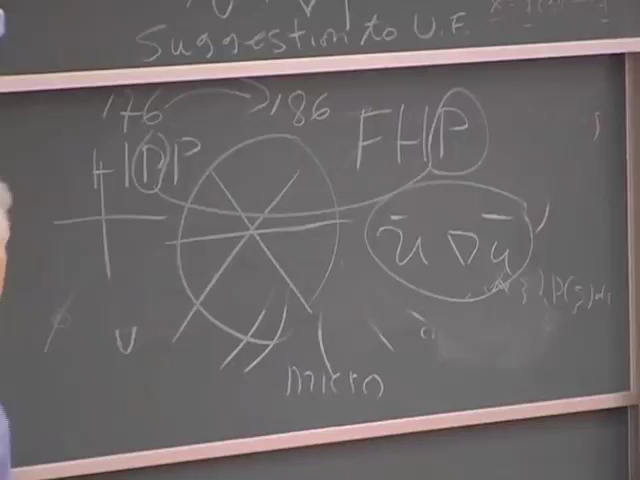 Suggestion to U.F.
176 186
HPP FHP
ū ∇ū'
P(ξ)
U
micro